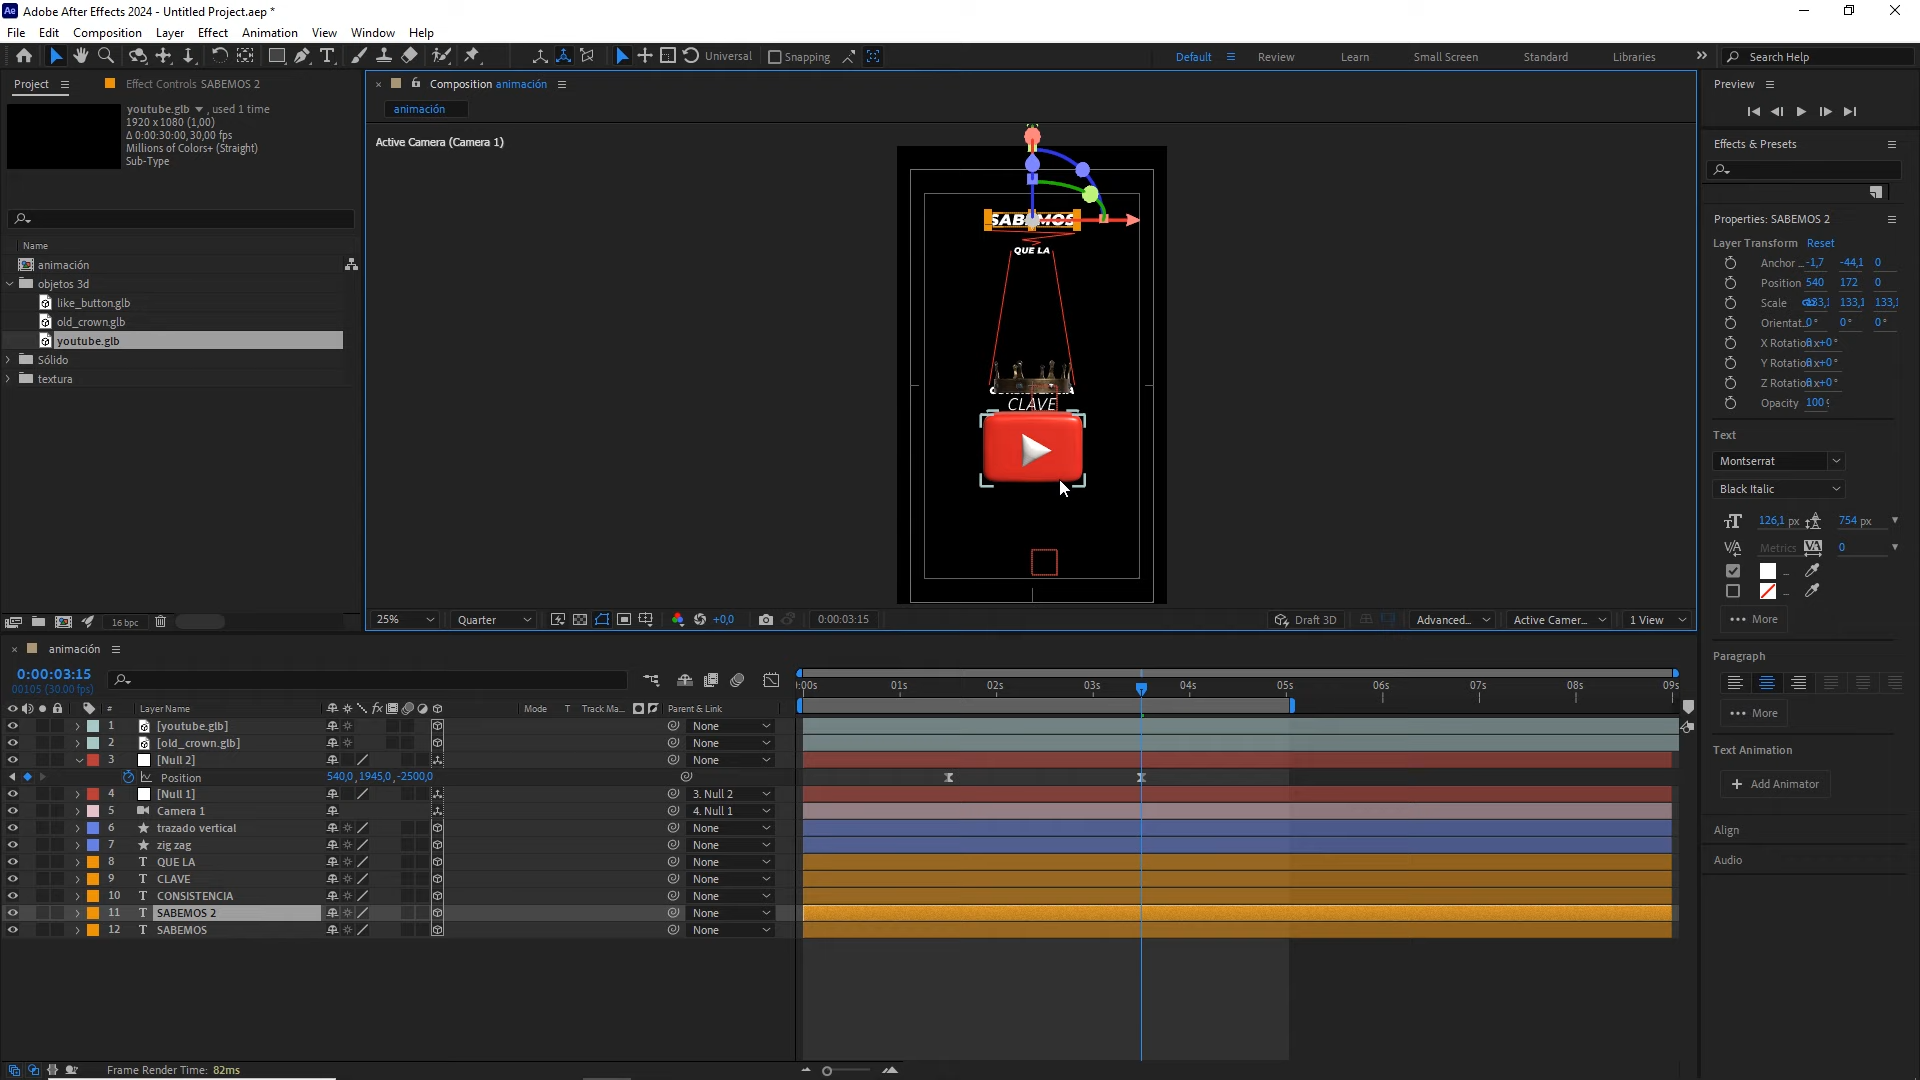 Adobe After Effects 2024 - Untitled Project.aep *
File Edit Composition Layer Effect Animation View Window Help
Universal Snapping Default Review Learn Small Screen Standard Libraries Search Help
Project Effect Controls SABEMOS 2
youtube.glb , used 1 time
1920 x 1080 (1,00)
Δ 0:00:30:00, 30,00 fps
Millions of Colors+ (Straight)
Sub-Type
Name
animación
objetos 3d
like_button.glb
old_crown.glb
youtube.glb
Sólido
textura
16 bpc
Composition animación
animación
Active Camera (Camera 1)
SABEMOS
QUE LA
CLAVE
25% Quarter +0,0 0:00:03:15 Draft 3D Advanced... Active Camer... 1 View
Preview
Effects & Presets
Properties: SABEMOS 2
Layer Transform Reset
Anchor ... -1,7 -44,1 0
Position 540 172 0
Scale 133,1 133,1 133,1
Orientat... 0° 0° 0°
X Rotation 0x+0°
Y Rotation 0x+0°
Z Rotation 0x+0°
Opacity 100
Text
Montserrat
Black Italic
126,1 px 754 px
Metrics 0
More
Paragraph
More
Text Animation
Add Animator
Align
Audio
animación
0:00:03:15
00105 (30.00 fps)
:00s 01s 02s 03s 04s 05s 06s 07s 08s 09s
# Layer Name Mode T Track Ma... Parent & Link
1 [youtube.glb] None
2 [old_crown.glb] None
3 [Null 2] None
Position 540,0, 1945,0, -2500,0
4 [Null 1] 3. Null 2
5 Camera 1 4. Null 1
6 trazado vertical None
7 zig zag None
8 T QUE LA None
9 T CLAVE None
10 T CONSISTENCIA None
11 T SABEMOS 2 None
12 T SABEMOS None
Frame Render Time: 82ms